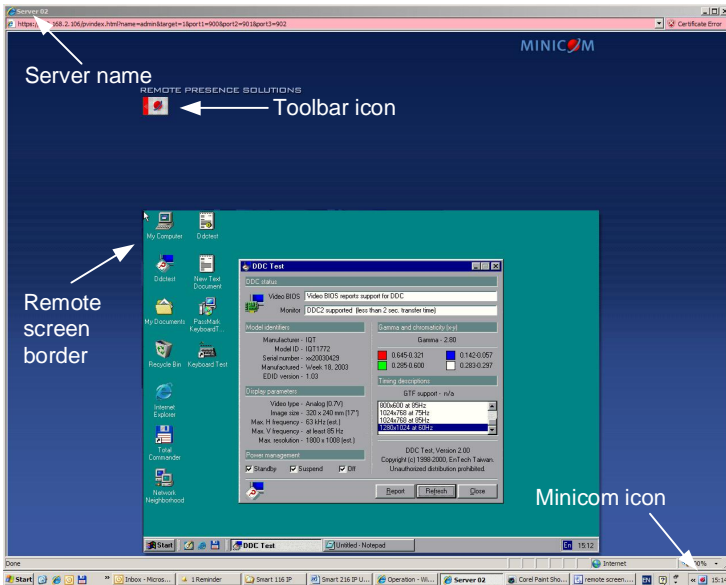 Server 02
168.2.106/pvindex.html?name=admin&target=1&port1=900&port2=901&port3=902
Certificate Error
MINICOM
Server name
REMOTE PRESENCE SOLUTIONS
Toolbar icon
My Computer
Ddctest
Ddctest
New Text
Document
My Documents
PassMark
KeyboardT...
Recycle Bin
Keyboard Test
Internet
Explorer
Total
Commander
Network
Neighborhood
Remote
screen
border
DDC Test
DDC status
Video BIOS
Video BIOS reports support for DDC
Monitor
DDC2 supported (less than 2 sec. transfer time)
Model identifiers
Manufacturer - IQT
Model ID - IQT1772
Serial number - xx20030429
Manufactured - Week 18, 2003
EDID version - 1.03
Gamma and chromaticity (x-y)
Gamma - 2.80
0.645-0.321
0.142-0.057
0.285-0.600
0.283-0.297
Display parameters
Video type - Analog (0.7V)
Image size - 320 x 240 mm (17")
Max. H frequency - 63 kHz (est.)
Max. V frequency - at least 85 Hz
Max. resolution - 1800 x 1008 (est.)
Timing descriptions
GTF support - n/a
800x600 at 85Hz
1024x768 at 75Hz
1024x768 at 85Hz
1280x1024 at 60Hz
Power management
Standby
Suspend
Off
DDC Test, Version 2.00
Copyright (c) 1998-2000, EnTech Taiwan.
Unauthorized distribution prohibited.
Report
Refresh
Close
Minicom icon
Start
DDC Test
Untitled - Notepad
En
15:12
Done
Internet
Start
Inbox - Micros...
1 Reminder
Smart 116 IP
Smart 216 IP U...
Operation - Wi...
Server 02
Corel Paint Sho...
remote screen...
EN